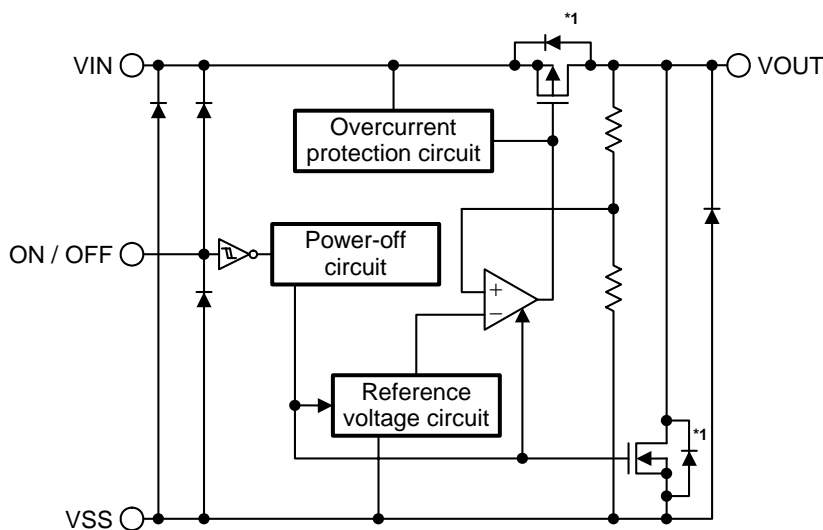 *1
VIN
VOUT
Overcurrent
protection circuit
ON / OFF
Power-off
circuit
+
−
Reference
voltage circuit
*1
VSS